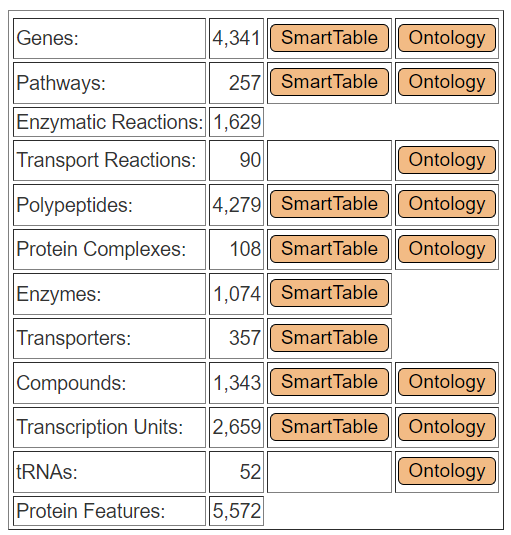 Genes: 4,341 SmartTable Ontology
Pathways: 257 SmartTable Ontology
Enzymatic Reactions: 1,629
Transport Reactions: 90 Ontology
Polypeptides: 4,279 SmartTable Ontology
Protein Complexes: 108 SmartTable Ontology
Enzymes: 1,074 SmartTable
Transporters: 357 SmartTable
Compounds: 1,343 SmartTable Ontology
Transcription Units: 2,659 SmartTable Ontology
tRNAs: 52 Ontology
Protein Features: 5,572